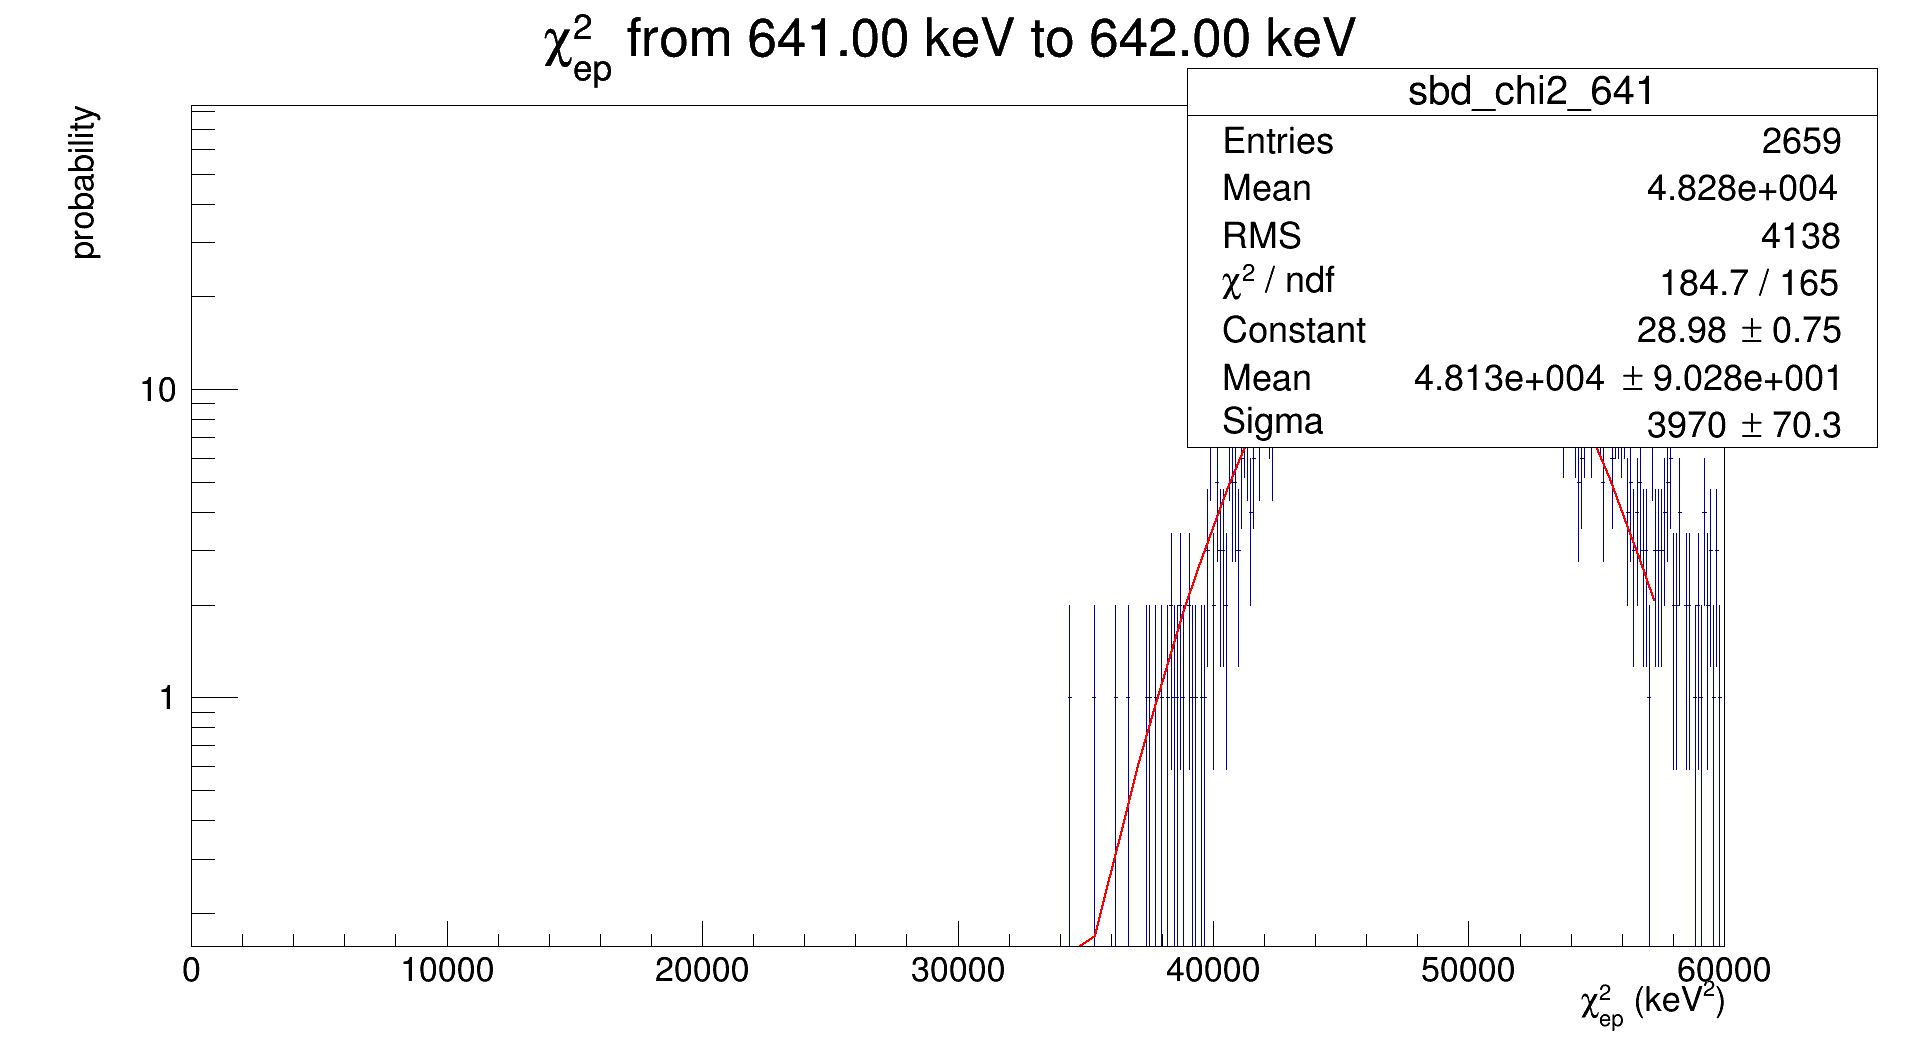 χ²ep from 641.00 keV to 642.00 keV
probability
sbd_chi2_641
Entries 2659
Mean 4.828e+004
RMS 4138
χ² / ndf 184.7 / 165
Constant 28.98 ± 0.75
Mean 4.813e+004 ± 9.028e+001
Sigma 3970 ± 70.3
10
1
0 10000 20000 30000 40000 50000 60000
χ²ep (keV²)